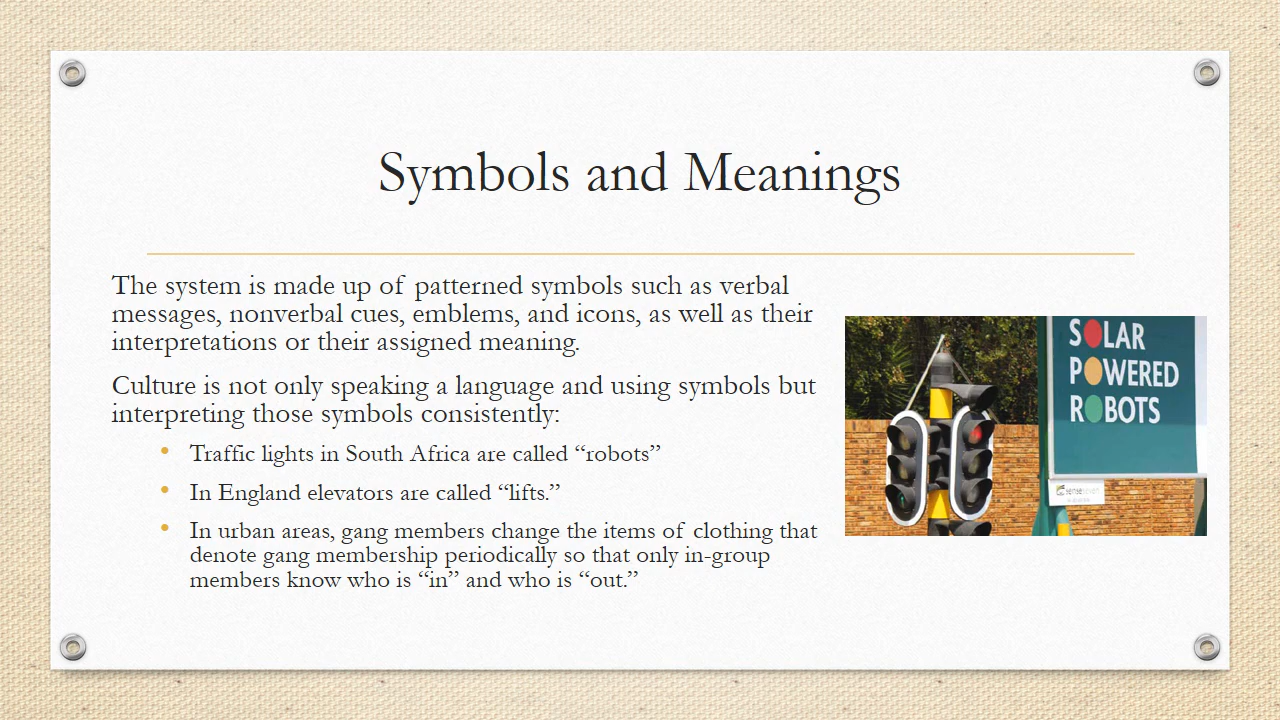 Symbols and Meanings
The system is made up of patterned symbols such as verbal
messages, nonverbal cues, emblems, and icons, as well as their
interpretations or their assigned meaning.
Culture is not only speaking a language and using symbols but
interpreting those symbols consistently:
• Traffic lights in South Africa are called “robots”
• In England elevators are called “lifts.”
• In urban areas, gang members change the items of clothing that
denote gang membership periodically so that only in-group
members know who is “in” and who is “out.”
SOLAR
POWERED
ROBOTS